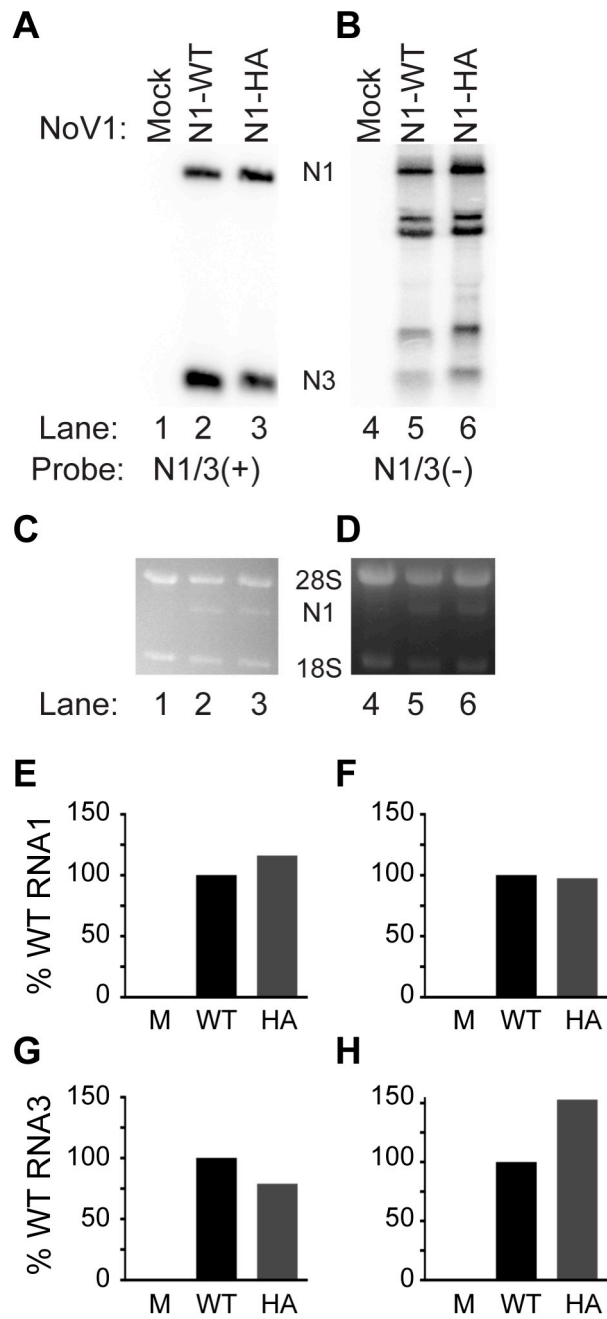 A
B
NoV1:
Mock
N1-WT
N1-HA
Mock
N1-WT
N1-HA
N1
N3
Lane: 1 2 3 4 5 6
Probe: N1/3(+) N1/3(-)
C
D
28S
N1
18S
Lane: 1 2 3 4 5 6
E
F
% WT RNA1
150
100
50
0
M WT HA
150
100
50
0
M WT HA
G
H
% WT RNA3
150
100
50
0
M WT HA
150
100
50
0
M WT HA